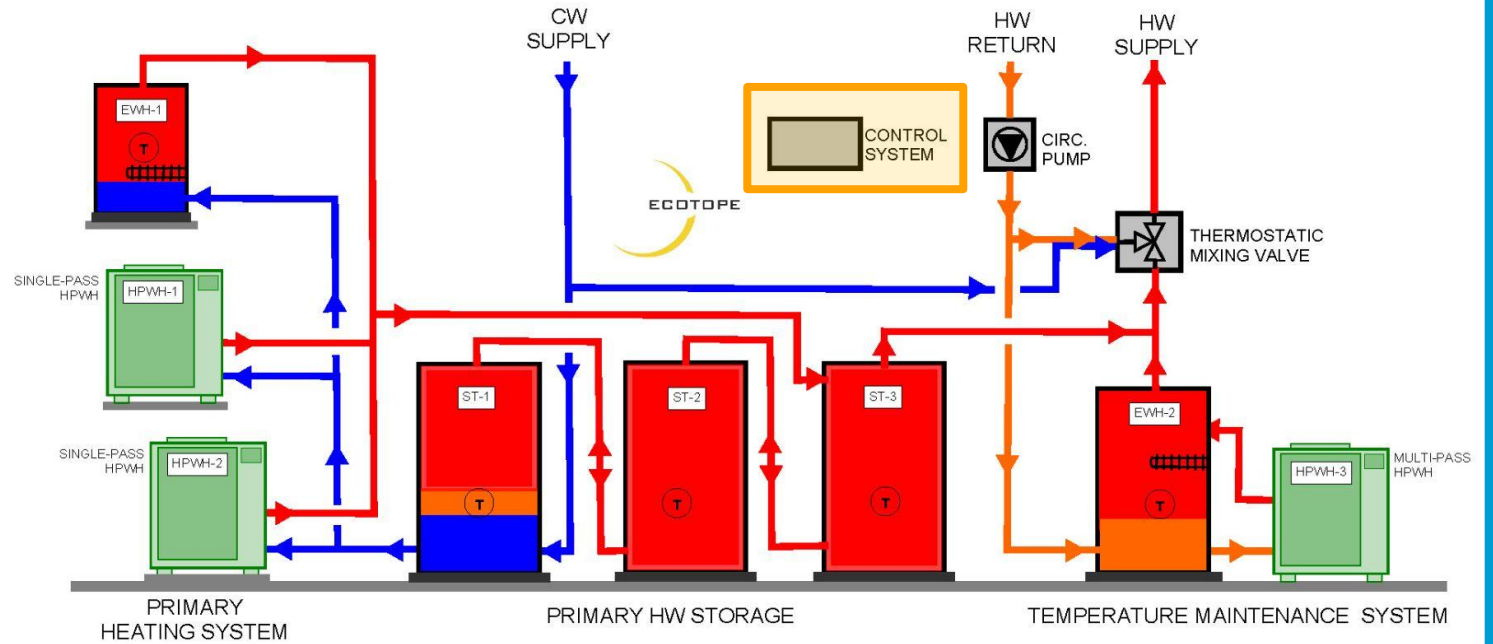 CW
SUPPLY
HW
RETURN
HW
SUPPLY
EWH-1
T
CONTROL
SYSTEM
CIRC.
PUMP
ECOTOPE
THERMOSTATIC
MIXING VALVE
SINGLE-PASS
HPWH
HPWH-1
ST-1
T
ST-2
T
ST-3
T
EWH-2
T
SINGLE-PASS
HPWH
HPWH-2
HPWH-3
MULTI-PASS
HPWH
PRIMARY
HEATING SYSTEM
PRIMARY HW STORAGE
TEMPERATURE MAINTENANCE SYSTEM